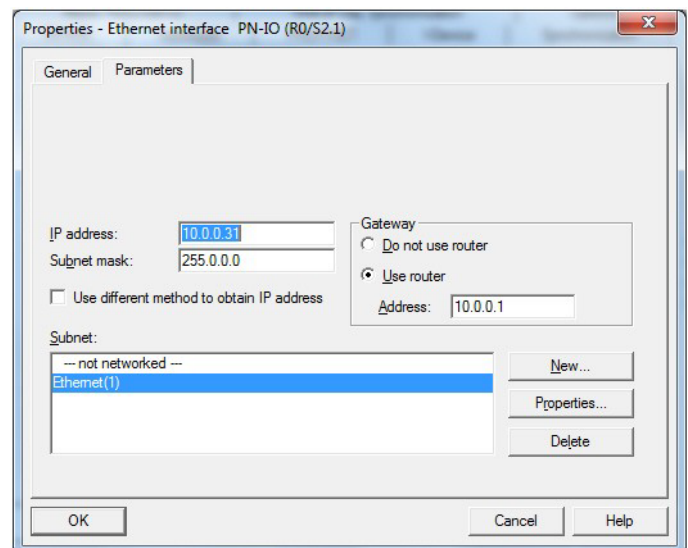 Properties - Ethernet interface PN-IO (R0/S2.1)
General Parameters
IP address: 10.0.0.31
Subnet mask: 255.0.0.0
Use different method to obtain IP address
Gateway
Do not use router
Use router
Address: 10.0.0.1
Subnet:
--- not networked ---
Ethernet(1)
New...
Properties...
Delete
OK Cancel Help